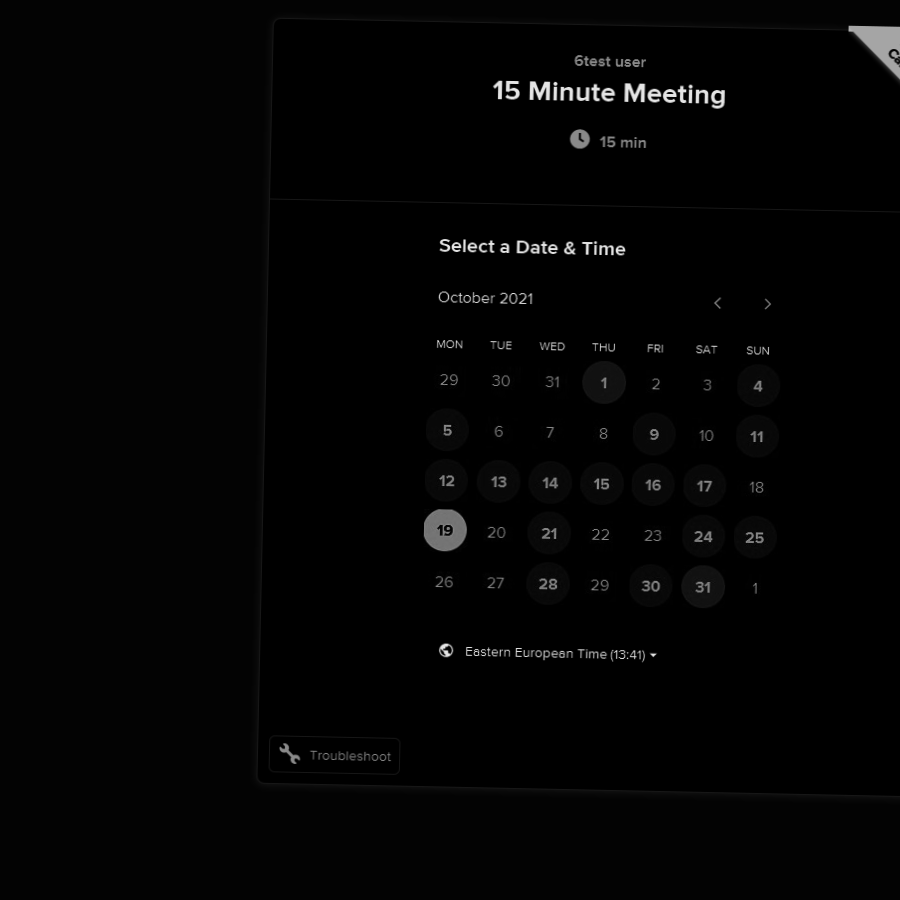 6test user
15 Minute Meeting
15 min
Select a Date & Time
October 2021
MON TUE WED THU FRI SAT SUN
29 30 31 1 2 3 4
5 6 7 8 9 10 11
12 13 14 15 16 17 18
19 20 21 22 23 24 25
26 27 28 29 30 31 1
Eastern European Time (13:41)
Troubleshoot